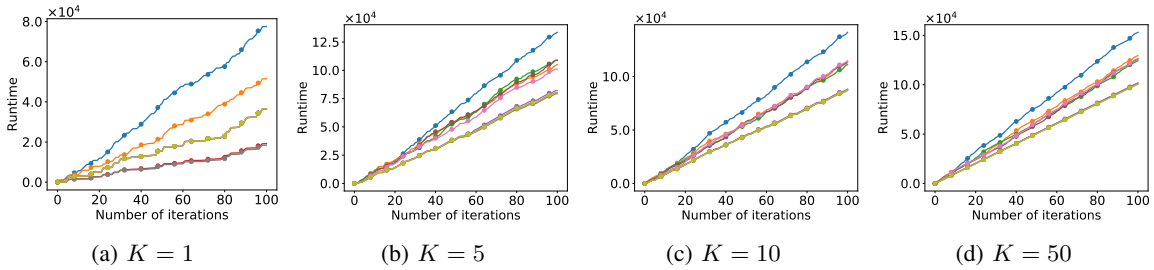 ×10⁴
8.0
6.0
4.0
2.0
0.0
Runtime
0 20 40 60 80 100
Number of iterations
(a) K = 1
×10⁴
12.5
10.0
7.5
5.0
2.5
0.0
Runtime
0 20 40 60 80 100
Number of iterations
(b) K = 5
×10⁴
10.0
5.0
0.0
Runtime
0 20 40 60 80 100
Number of iterations
(c) K = 10
×10⁴
15.0
10.0
5.0
0.0
Runtime
0 20 40 60 80 100
Number of iterations
(d) K = 50